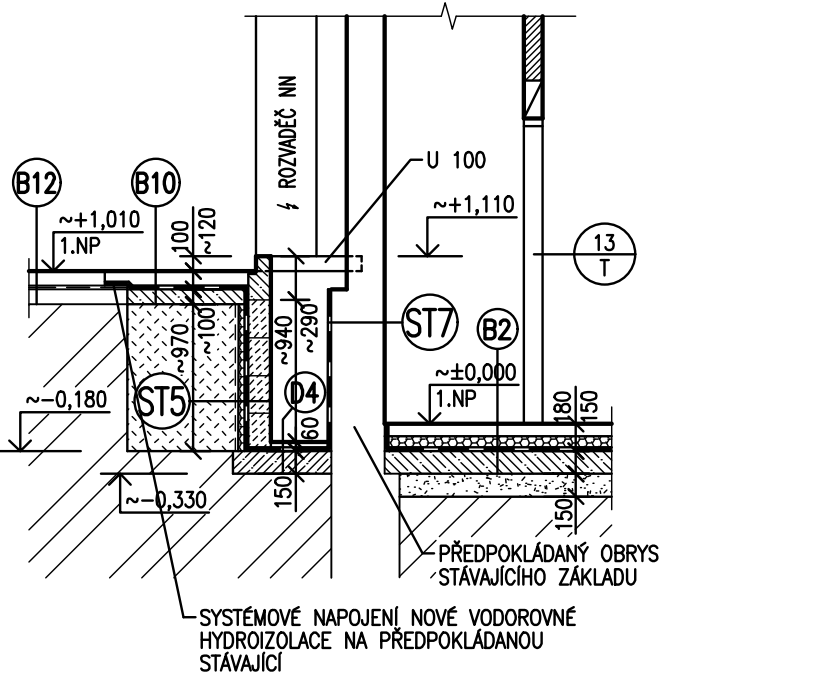 ROZVADĚČ NN
U 100
B12
B10
~+1,010
1.NP
100
~120
~+1,110
13
T
~970
~100
~940
~290
ST7
B2
ST5
D4
~±0,000
1.NP
~-0,180
60
180
150
~-0,330
150
150
PŘEDPOKLÁDANÝ OBRYS
STÁVAJÍCÍHO ZÁKLADU
SYSTÉMOVÉ NAPOJENÍ NOVÉ VODOROVNÉ
HYDROIZOLACE NA PŘEDPOKLÁDANOU
STÁVAJÍCÍ